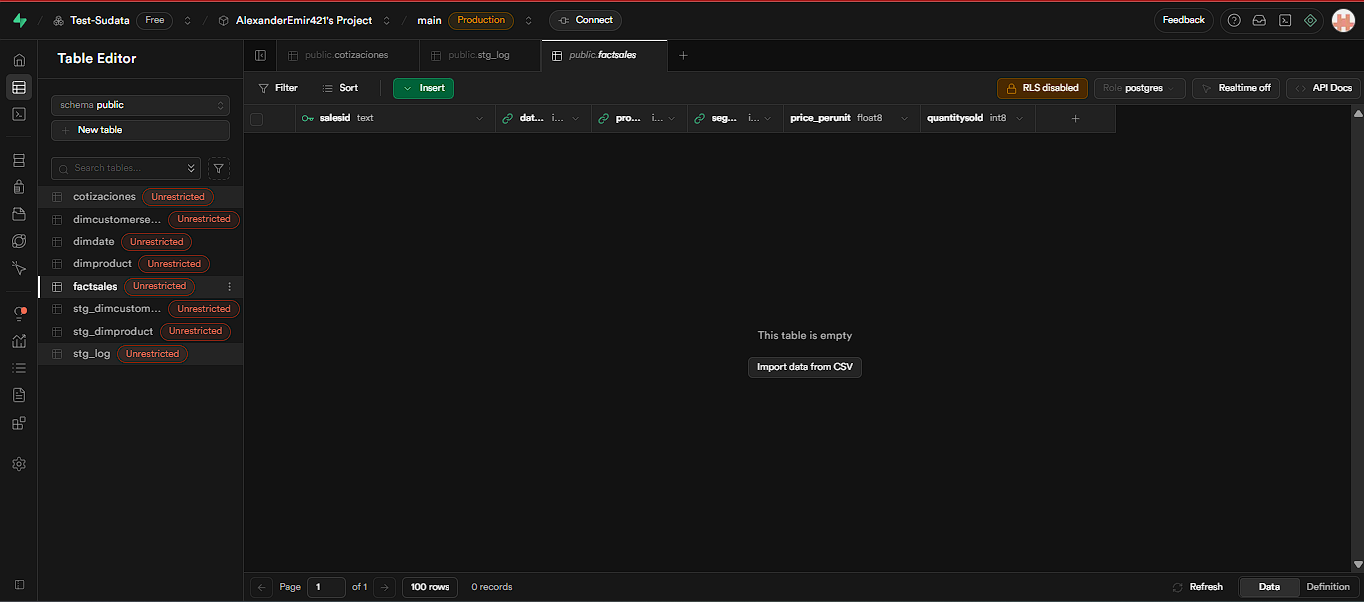 Test-Sudata Free / AlexanderEmir421's Project / main Production Connect Feedback
Table Editor
public.cotizaciones public.stg_log public.factsales
Filter Sort Insert RLS disabled Role postgres Realtime off API Docs
schema public
New table
Search tables...
salesid text dat... i... pro... i... seg... i... price_perunit float8 quantitysold int8
cotizaciones Unrestricted
dimcustomerse... Unrestricted
dimdate Unrestricted
dimproduct Unrestricted
factsales Unrestricted
stg_dimcustom... Unrestricted
stg_dimproduct Unrestricted
stg_log Unrestricted
This table is empty
Import data from CSV
Page 1 of 1 100 rows 0 records Refresh Data Definition